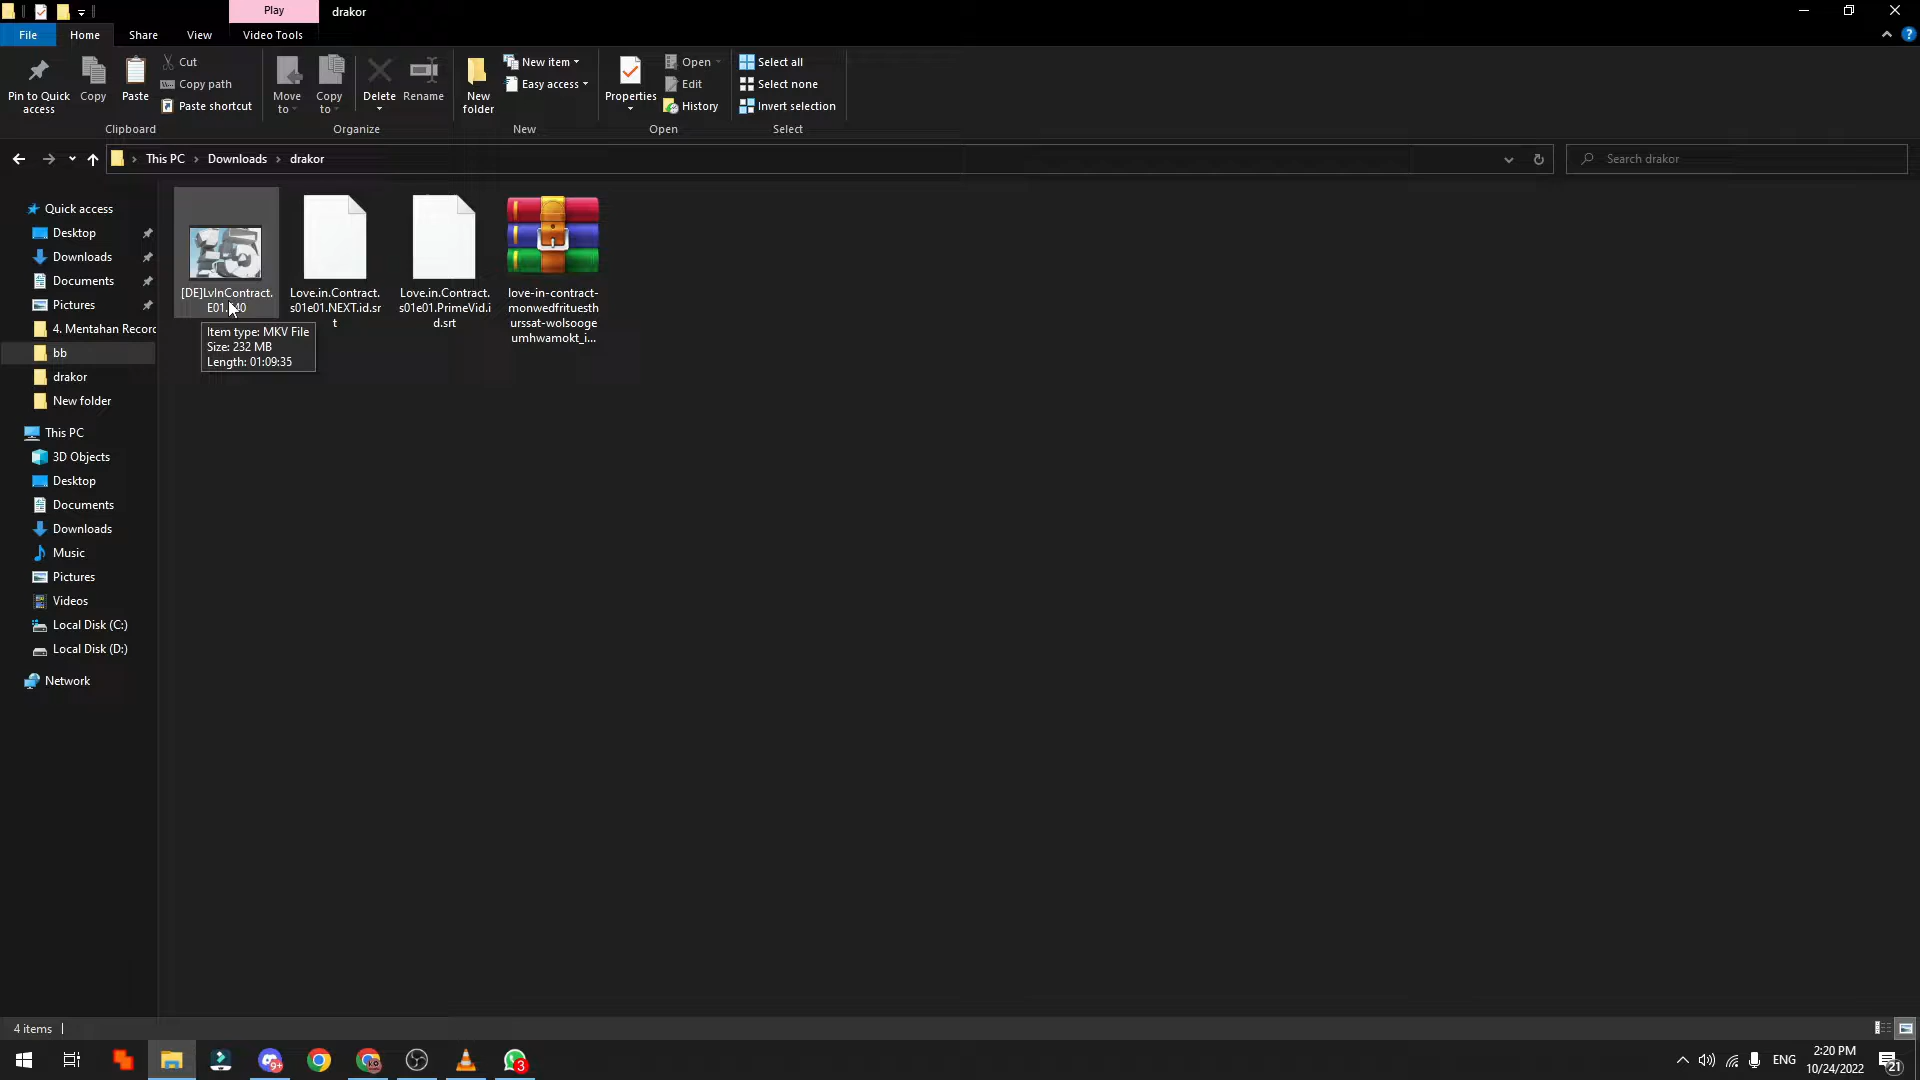 Play
drakor
File
Home
Share
View
Video Tools
Pin to Quick
access
Copy
Paste
Cut
Copy path
Paste shortcut
Clipboard
Move
to
Copy
to
Delete
Rename
Organize
New
folder
New item
Easy access
New
Properties
Open
Edit
History
Open
Select all
Select none
Invert selection
Select
This PC
Downloads
drakor
Search drakor
Quick access
Desktop
Downloads
Documents
Pictures
4. Mentahan Record
bb
drakor
New folder
This PC
3D Objects
Desktop
Documents
Downloads
Music
Pictures
Videos
Local Disk (C:)
Local Disk (D:)
Network
[DE]LvInContract.
Item type: MKV File
Size: 232 MB
Length: 01:09:35
Love.in.Contract.
s01e01.NEXT.id.sr
t
Love.in.Contract.
s01e01.PrimeVid.i
d.srt
love-in-contract-
monwedfrituesth
urssat-wolsooge
umhwamokt_i...
4 items
9+
3
ENG
2:20 PM
10/24/2022
21